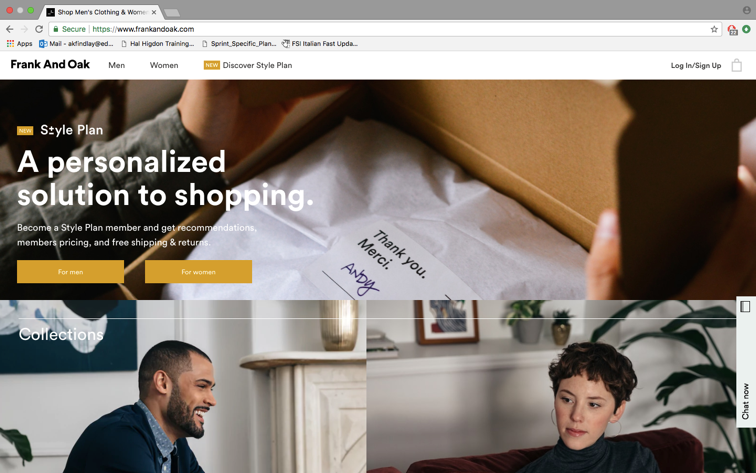 Shop Men's Clothing & Wome
Secure
https://www.frankandoak.com
22
Apps
Mail - akfindlay@ed...
Hal Higdon Training...
Sprint_Specific_Plan...
FSI Italian Fast Upda...
Frank And Oak
Men
Women
NEW Discover Style Plan
Log In/Sign Up
NEW Style Plan
A personalized
solution to shopping.
Become a Style Plan member and get recommendations,
members pricing, and free shipping & returns.
For men
For women
Thank you.
Merci.
ANDY
Collections
Chat now